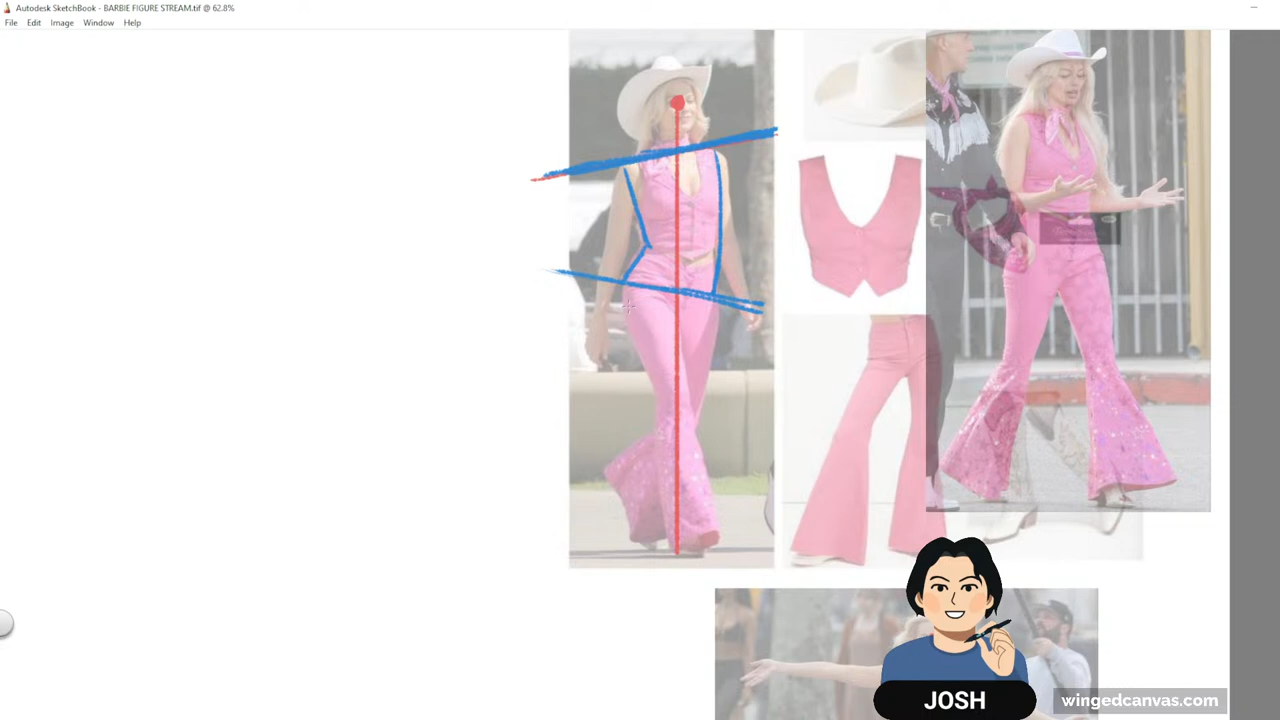 Autodesk SketchBook - BARBIE FIGURE STREAM.tif @ 62.8%
File Edit Image Window Help
JOSH
wingedcanvas.com